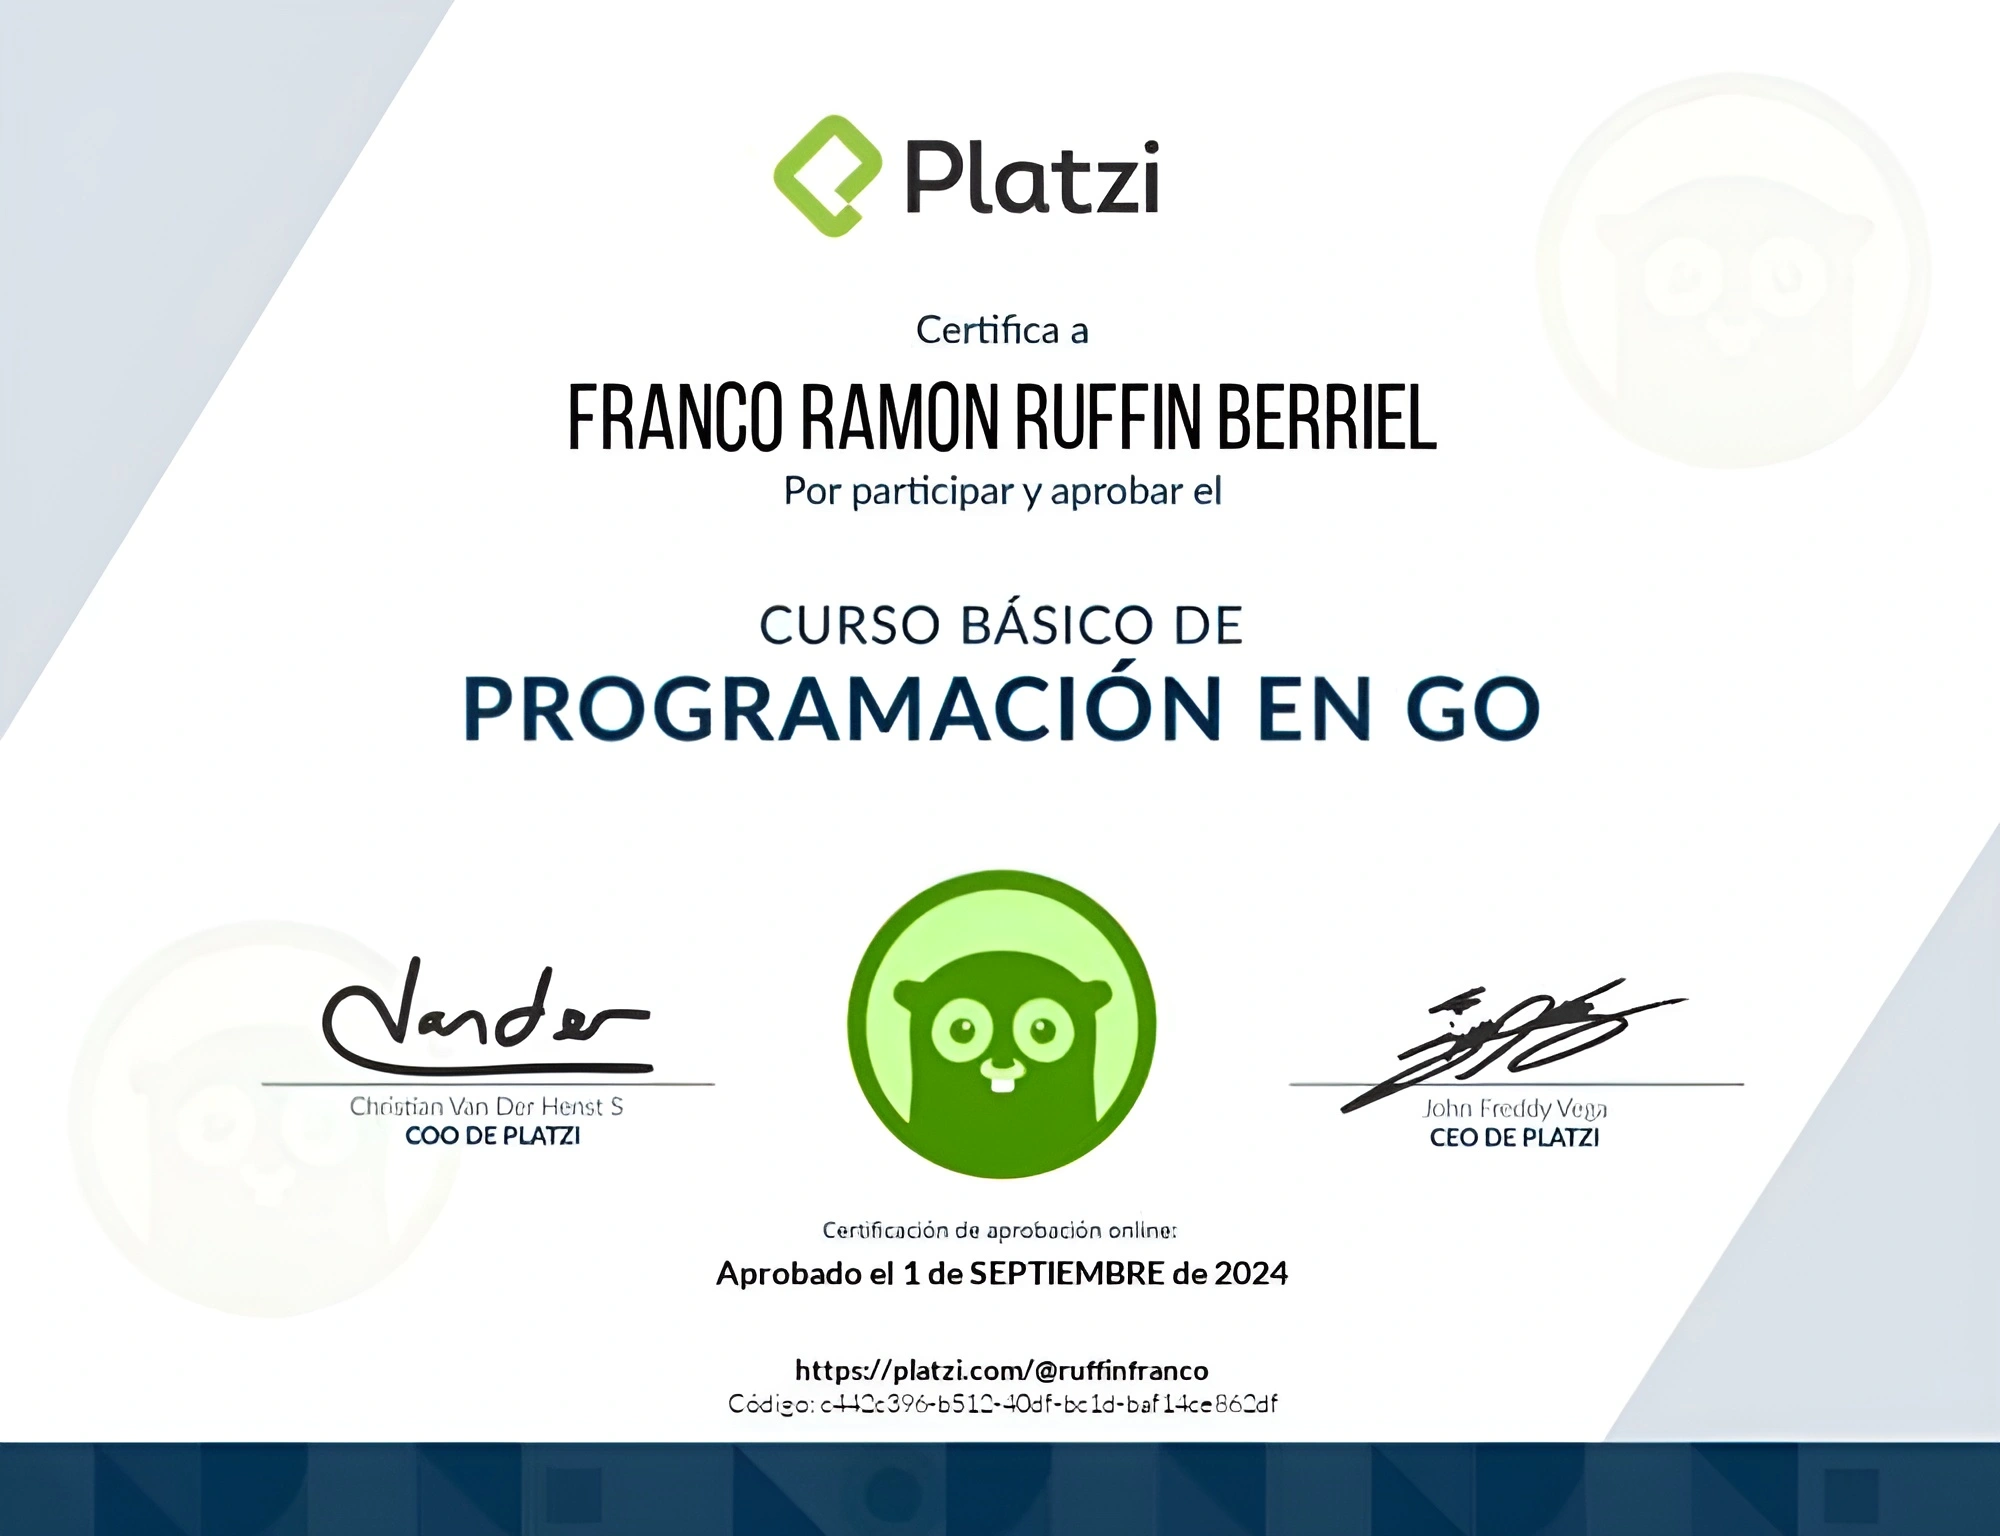 Platzi
Certifica a
FRANCO RAMON RUFFIN BERRIEL
Por participar y aprobar el
CURSO BÁSICO DE
PROGRAMACIÓN EN GO
Vander
Christian Van Der Henst S
COO DE PLATZI
John Freddy Vega
CEO DE PLATZI
Certificación de aprobación online:
Aprobado el 1 de SEPTIEMBRE de 2024
https://platzi.com/@ruffinfranco
Código: c442c396-b512-40df-bc1d-baf14ce862df